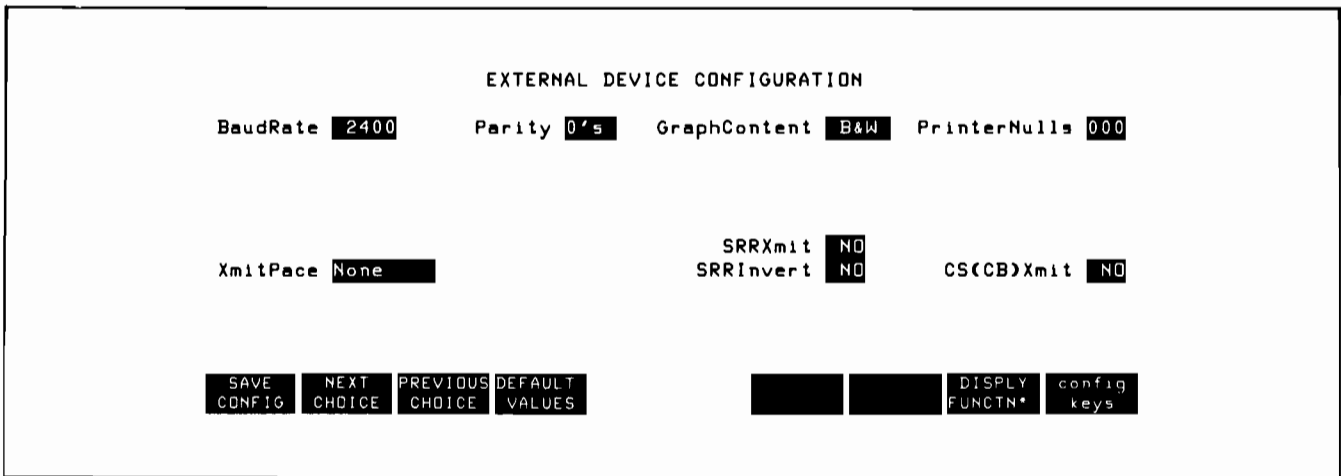 EXTERNAL DEVICE CONFIGURATION
BaudRate 2400 Parity 0's GraphContent B&W PrinterNulls 000
SRRXmit NO
XmitPace None SRRInvert NO CS(CB)Xmit NO
SAVE NEXT PREVIOUS DEFAULT DISPLY config
CONFIG CHOICE CHOICE VALUES FUNCTN* keys